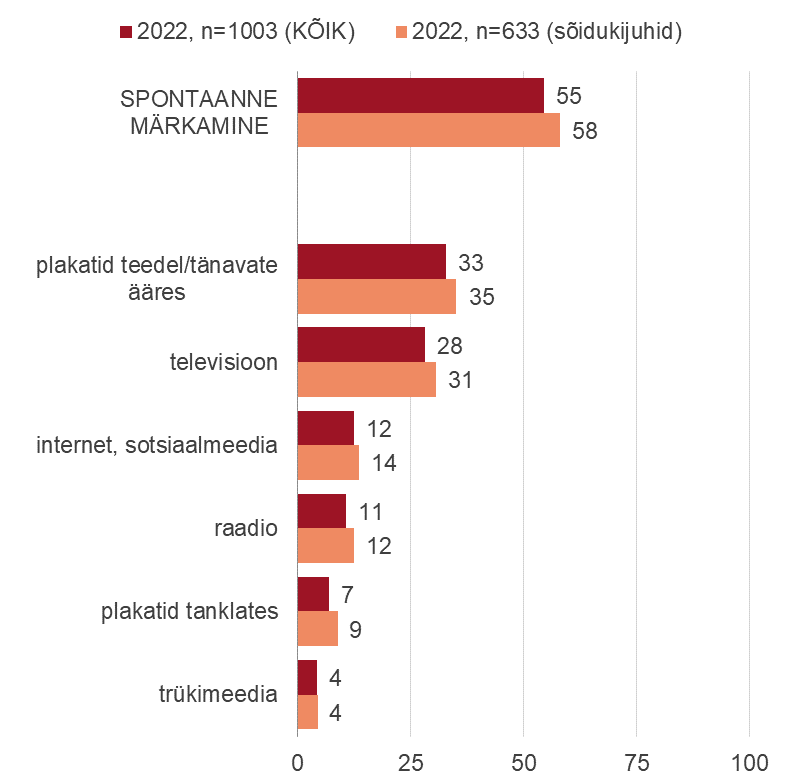 2022, n=1003 (KÕIK) 2022, n=633 (sõidukijuhid)
SPONTAANNE
MÄRKAMINE
55
58
plakatid teedel/tänavate
ääres
33
35
televisioon
28
31
internet, sotsiaalmeedia
12
14
raadio
11
12
plakatid tanklates
7
9
trükimeedia
4
4
0 25 50 75 100